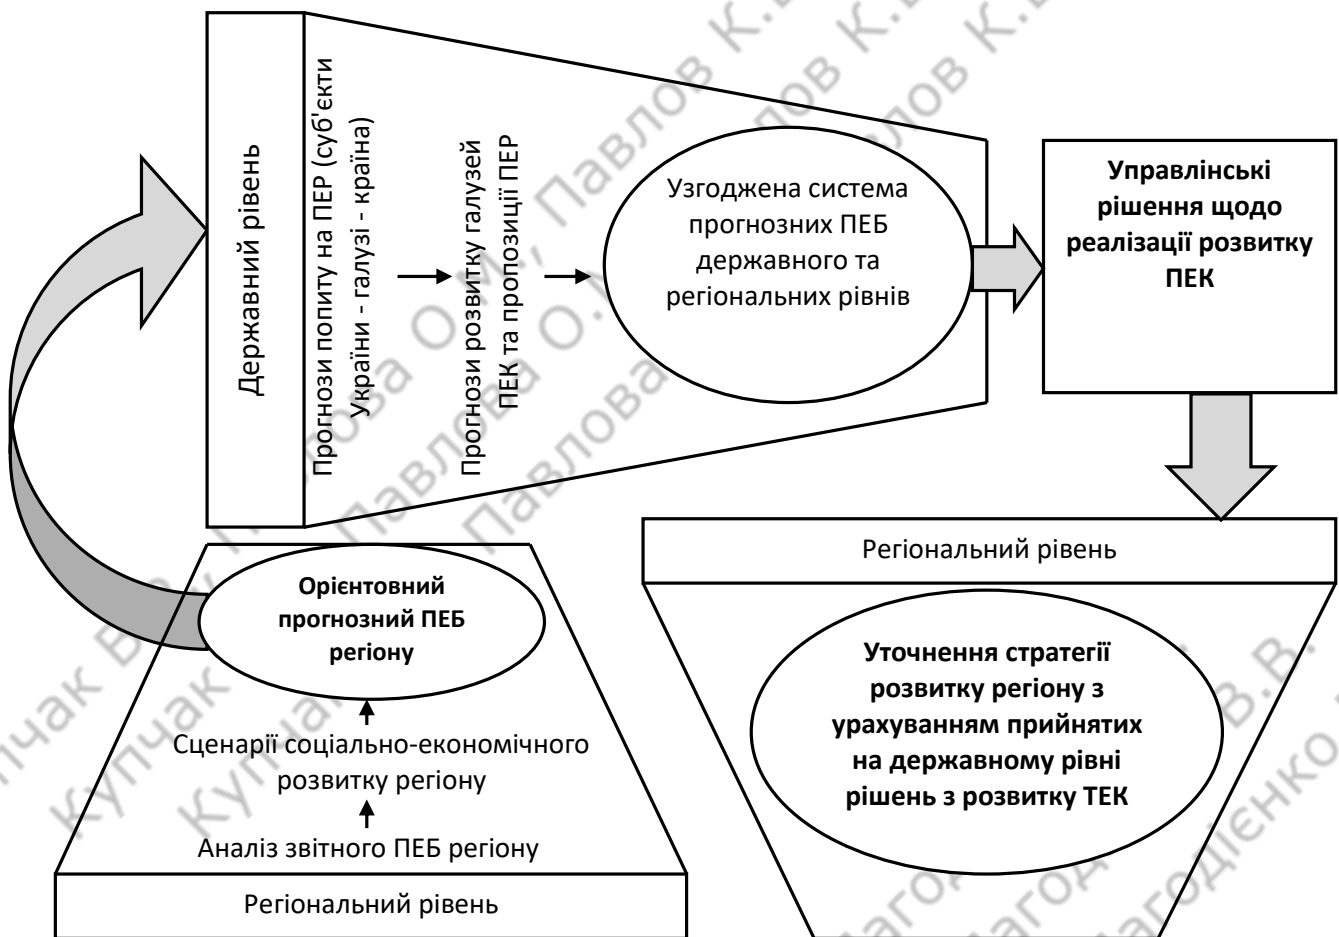 Державний рівень
Прогнози попиту на ПЕР (суб'єкти
України - галузі - країна)
Прогнози розвитку галузей
ПЕК та пропозиції ПЕР
Узгоджена система
прогнозних ПЕБ
державного та
регіональних рівнів
Управлінські
рішення щодо
реалізації розвитку
ПЕК
Орієнтовний
прогнозний ПЕБ
регіону
Сценарії соціально-економічного
розвитку регіону
Аналіз звітного ПЕБ регіону
Регіональний рівень
Регіональний рівень
Уточнення стратегії
розвитку регіону з
урахуванням прийнятих
на державному рівні
рішень з розвитку ТЕК